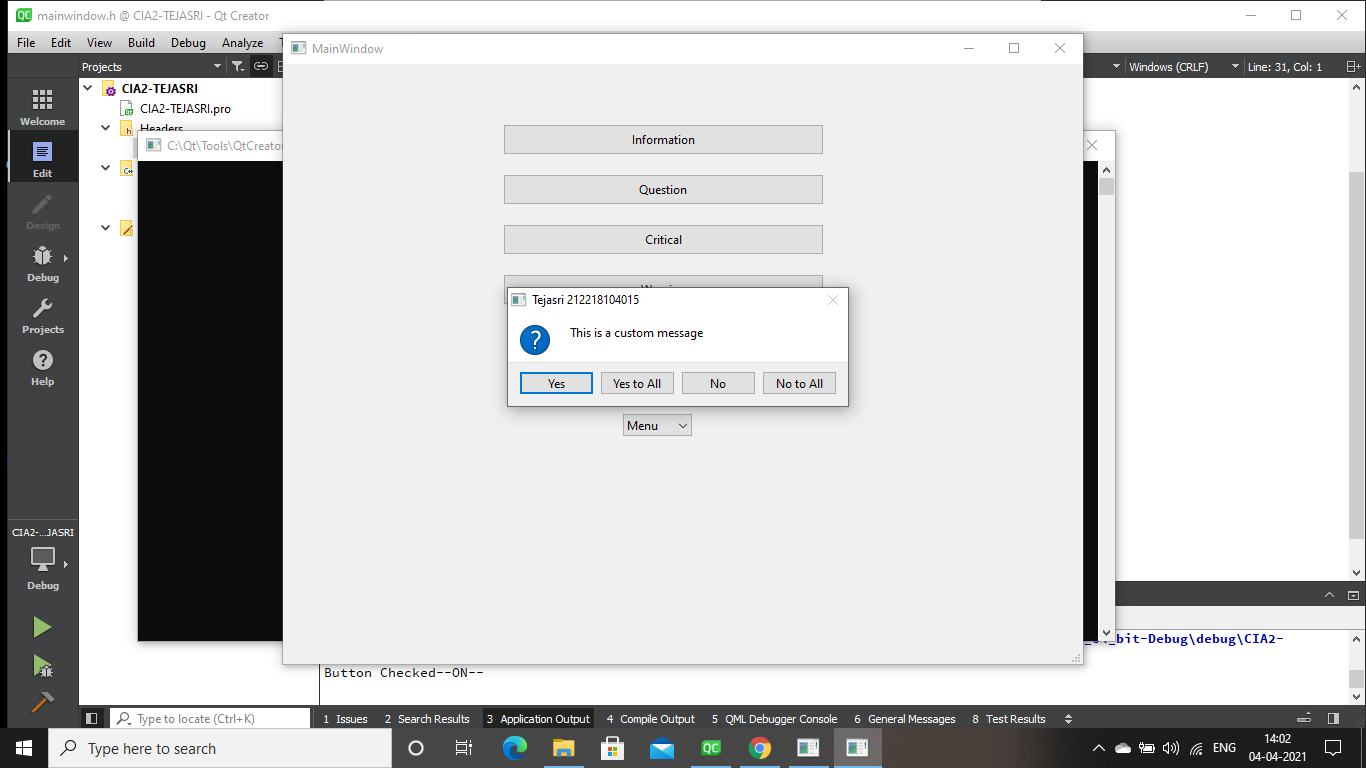 QC mainwindow.h @ CIA2-TEJASRI - Qt Creator
File Edit View Build Debug Analyze
MainWindow
Projects
Windows (CRLF) Line: 31, Col: 1
CIA2-TEJASRI
CIA2-TEJASRI.pro
Headers
Welcome
Edit
Design
Debug
Projects
Help
C:\Qt\Tools\QtCreator
Information
Question
Critical
Tejasri 212218104015
This is a custom message
Yes Yes to All No No to All
Menu
CIA2-...JASRI
Debug
bit-Debug\debug\CIA2-
Button Checked--ON--
Type to locate (Ctrl+K) 1 Issues 2 Search Results 3 Application Output 4 Compile Output 5 QML Debugger Console 6 General Messages 8 Test Results
Type here to search
QC
ENG
14:02
04-04-2021